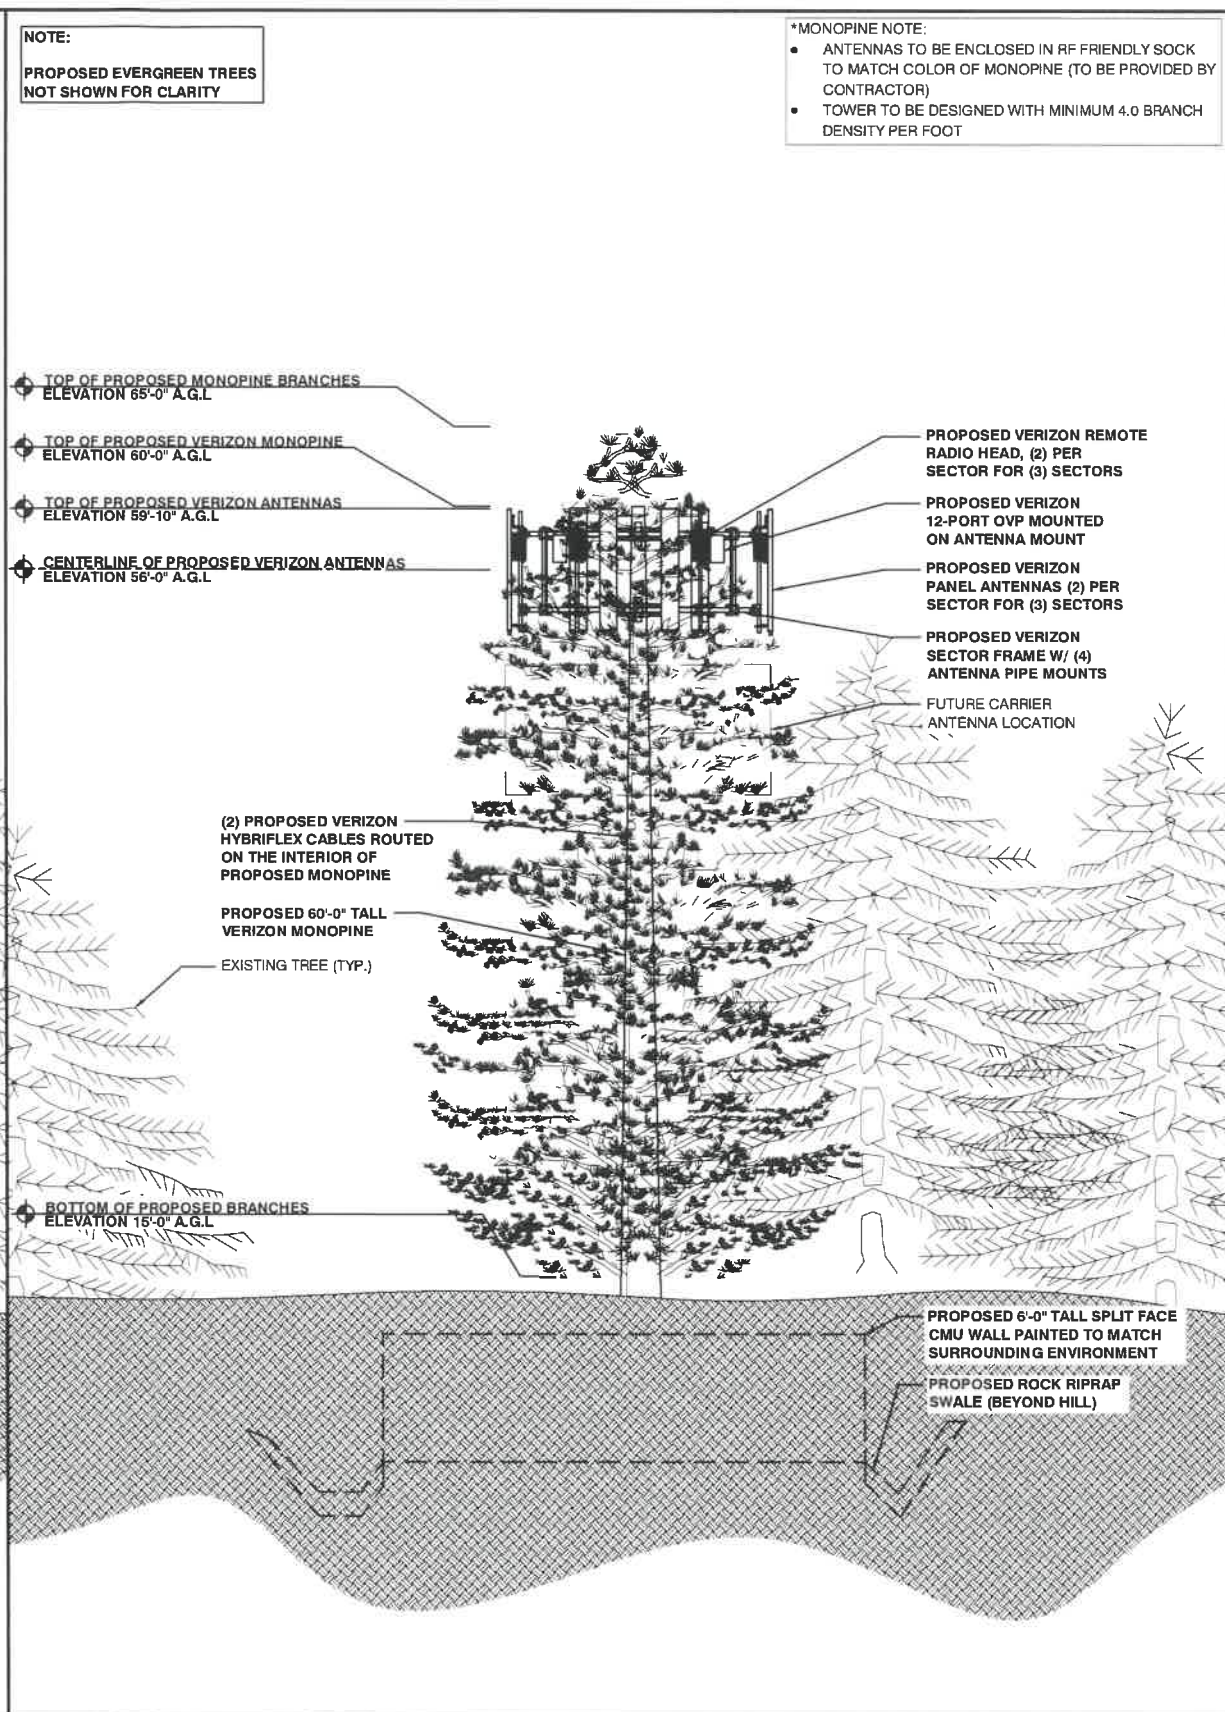 NOTE:
PROPOSED EVERGREEN TREES
NOT SHOWN FOR CLARITY
*MONOPINE NOTE:
• ANTENNAS TO BE ENCLOSED IN RF FRIENDLY SOCK
TO MATCH COLOR OF MONOPINE (TO BE PROVIDED BY
CONTRACTOR)
• TOWER TO BE DESIGNED WITH MINIMUM 4.0 BRANCH
DENSITY PER FOOT
TOP OF PROPOSED MONOPINE BRANCHES
ELEVATION 65'-0" A.G.L
TOP OF PROPOSED VERIZON MONOPINE
ELEVATION 60'-0" A.G.L
TOP OF PROPOSED VERIZON ANTENNAS
ELEVATION 59'-10" A.G.L
CENTERLINE OF PROPOSED VERIZON ANTENNAS
ELEVATION 56'-0" A.G.L
PROPOSED VERIZON REMOTE
RADIO HEAD, (2) PER
SECTOR FOR (3) SECTORS
PROPOSED VERIZON
12-PORT OVP MOUNTED
ON ANTENNA MOUNT
PROPOSED VERIZON
PANEL ANTENNAS (2) PER
SECTOR FOR (3) SECTORS
PROPOSED VERIZON
SECTOR FRAME W/ (4)
ANTENNA PIPE MOUNTS
FUTURE CARRIER
ANTENNA LOCATION
(2) PROPOSED VERIZON
HYBRIFLEX CABLES ROUTED
ON THE INTERIOR OF
PROPOSED MONOPINE
PROPOSED 60'-0" TALL
VERIZON MONOPINE
EXISTING TREE (TYP.)
BOTTOM OF PROPOSED BRANCHES
ELEVATION 15'-0" A.G.L
PROPOSED 6'-0" TALL SPLIT FACE
CMU WALL PAINTED TO MATCH
SURROUNDING ENVIRONMENT
PROPOSED ROCK RIPRAP
SWALE (BEYOND HILL)